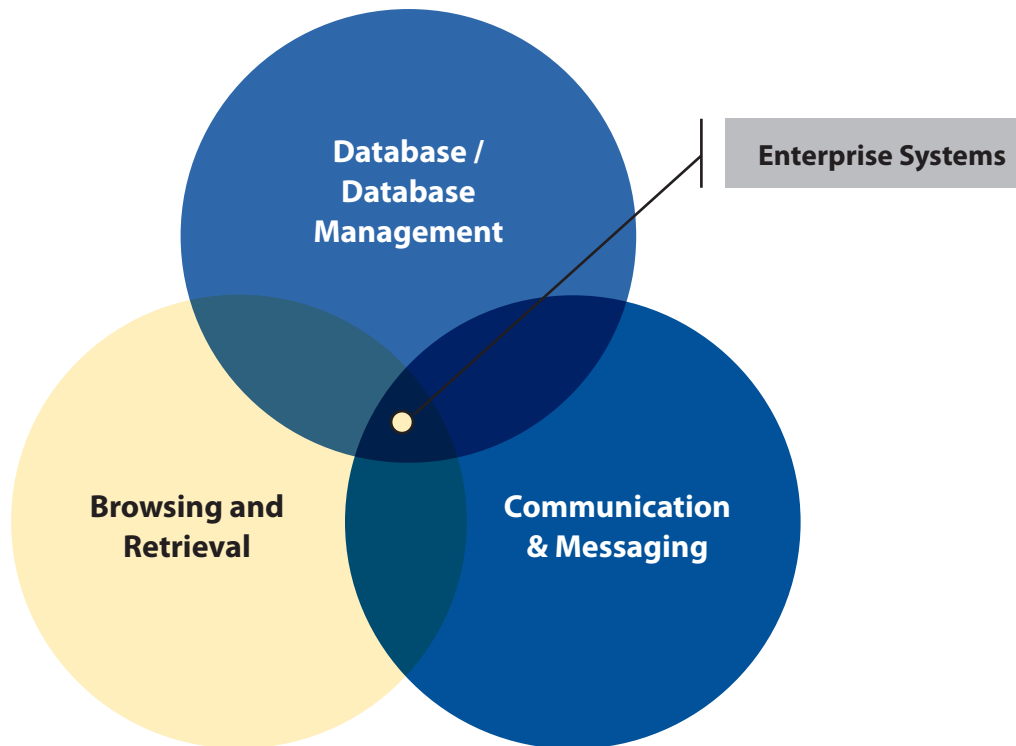 Database /
Database
Management
Enterprise Systems
Browsing and
Retrieval
Communication
& Messaging